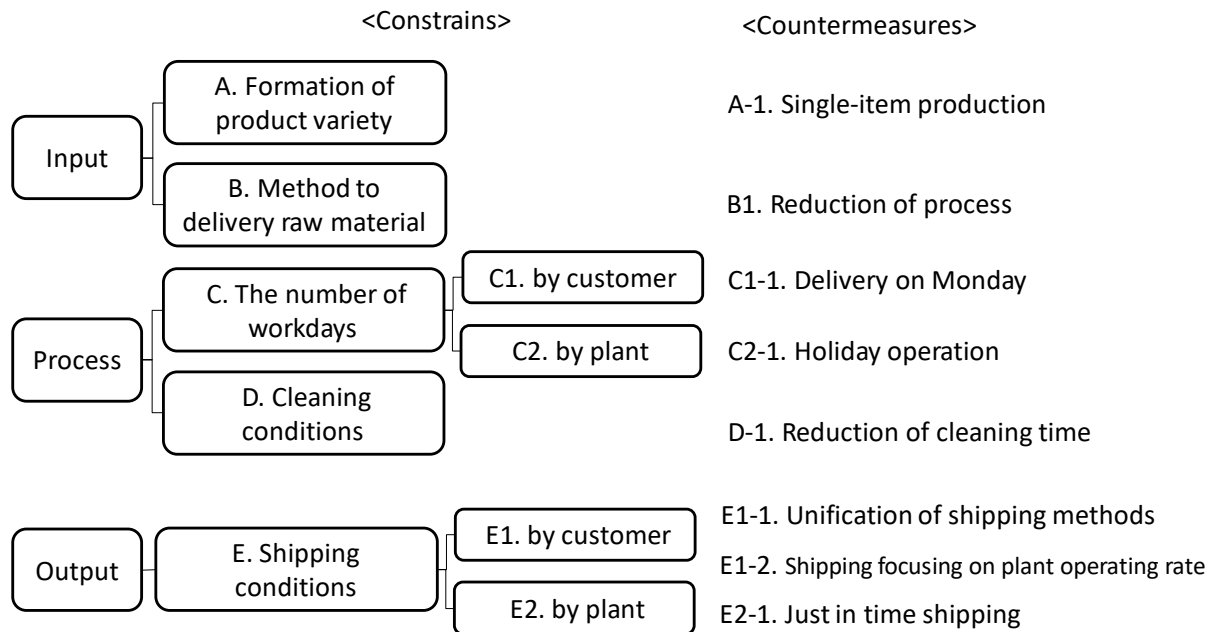 <Constrains>
<Countermeasures>
Input
A. Formation of
product variety
A-1. Single-item production
B. Method to
delivery raw material
B1. Reduction of process
Process
C. The number of
workdays
C1. by customer
C1-1. Delivery on Monday
C2. by plant
C2-1. Holiday operation
D. Cleaning
conditions
D-1. Reduction of cleaning time
Output
E. Shipping
conditions
E1. by customer
E1-1. Unification of shipping methods
E1-2. Shipping focusing on plant operating rate
E2. by plant
E2-1. Just in time shipping